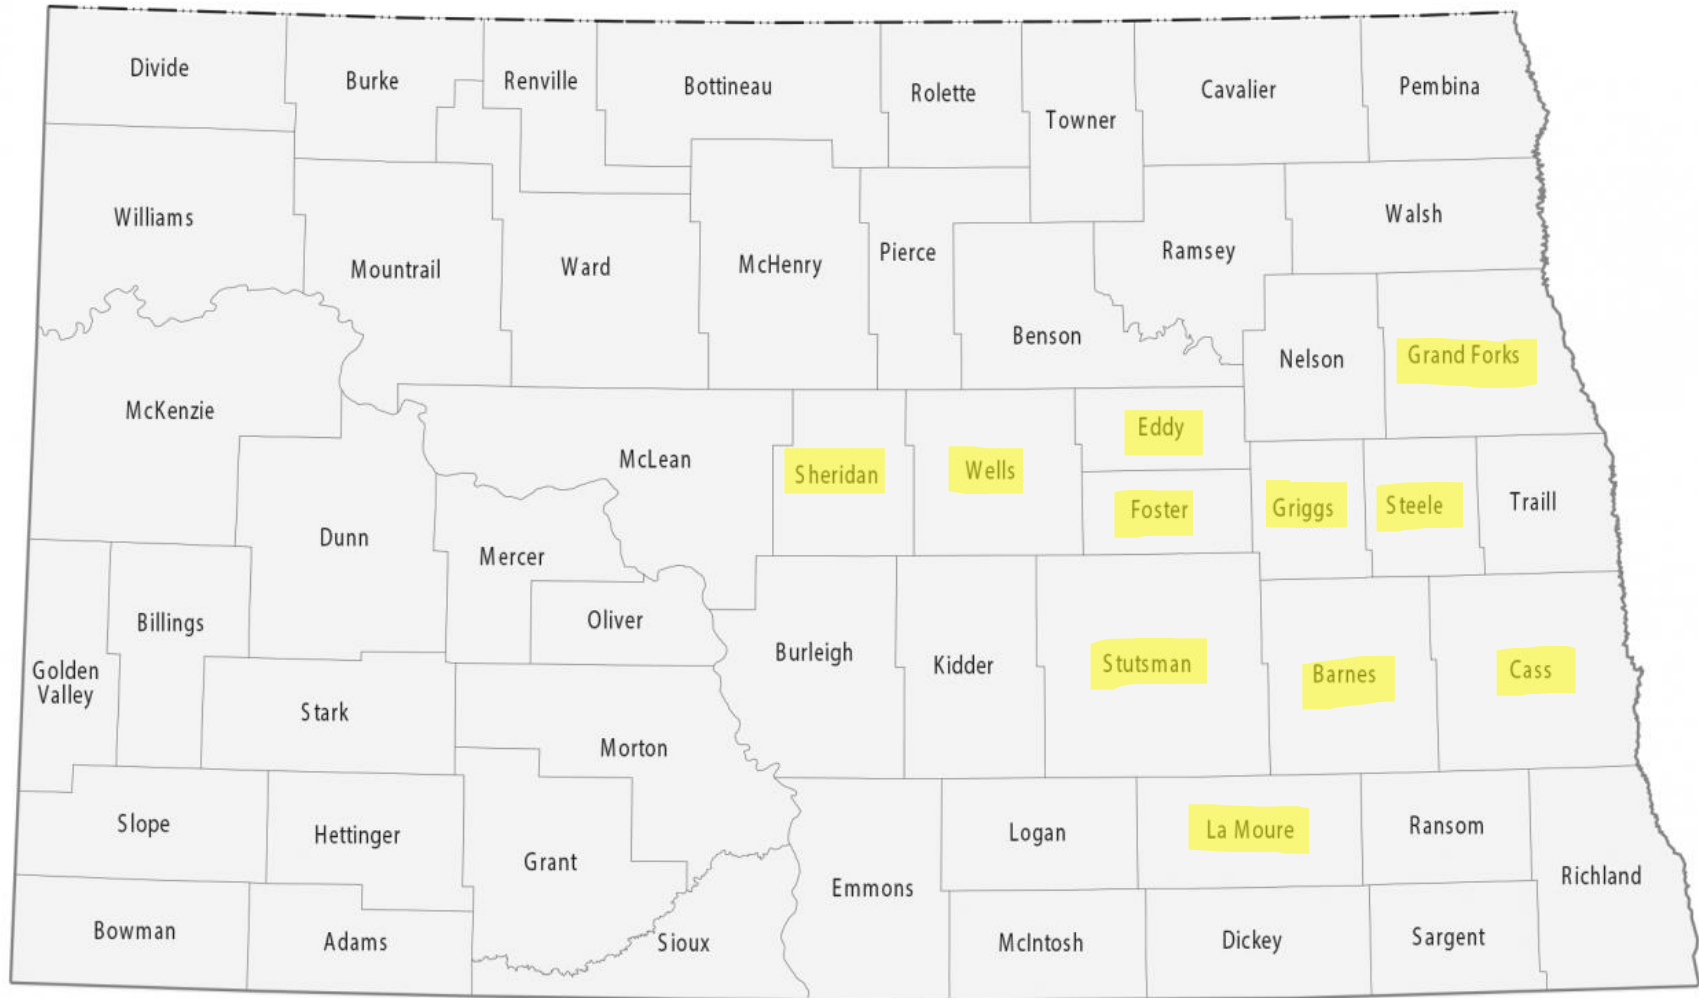 Divide
Burke
Renville
Bottineau
Rolette
Towner
Cavalier
Pembina
Williams
Mountrail
Ward
McHenry
Pierce
Benson
Ramsey
Walsh
Nelson
Grand Forks
McKenzie
Dunn
McLean
Mercer
Oliver
Sheridan
Wells
Eddy
Foster
Griggs
Steele
Traill
Golden
Valley
Billings
Stark
Morton
Burleigh
Kidder
Stutsman
Barnes
Cass
Slope
Hettinger
Grant
Bowman
Adams
Sioux
Emmons
Logan
La Moure
Ransom
Richland
McIntosh
Dickey
Sargent